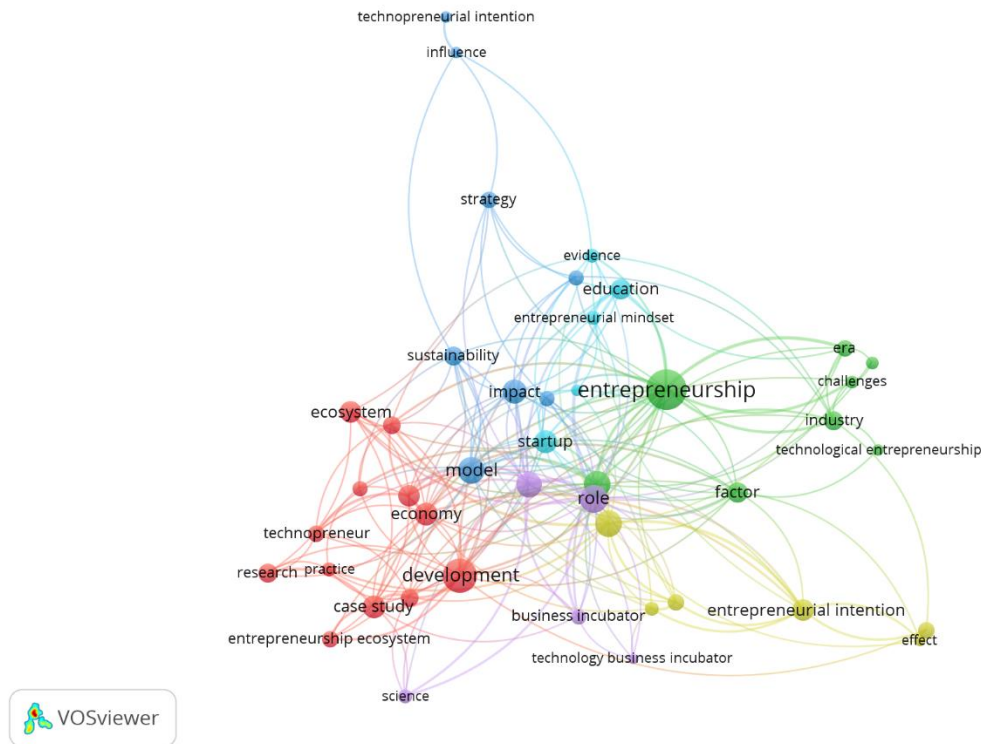 technopreneurial intention
influence
strategy
evidence
education
entrepreneurial mindset
era
sustainability
challenges
impact
entrepreneurship
ecosystem
industry
startup
technological entrepreneurship
model
factor
role
economy
technopreneur
research
practice
development
case study
business incubator
entrepreneurial intention
entrepreneurship ecosystem
effect
technology business incubator
science
VOSviewer